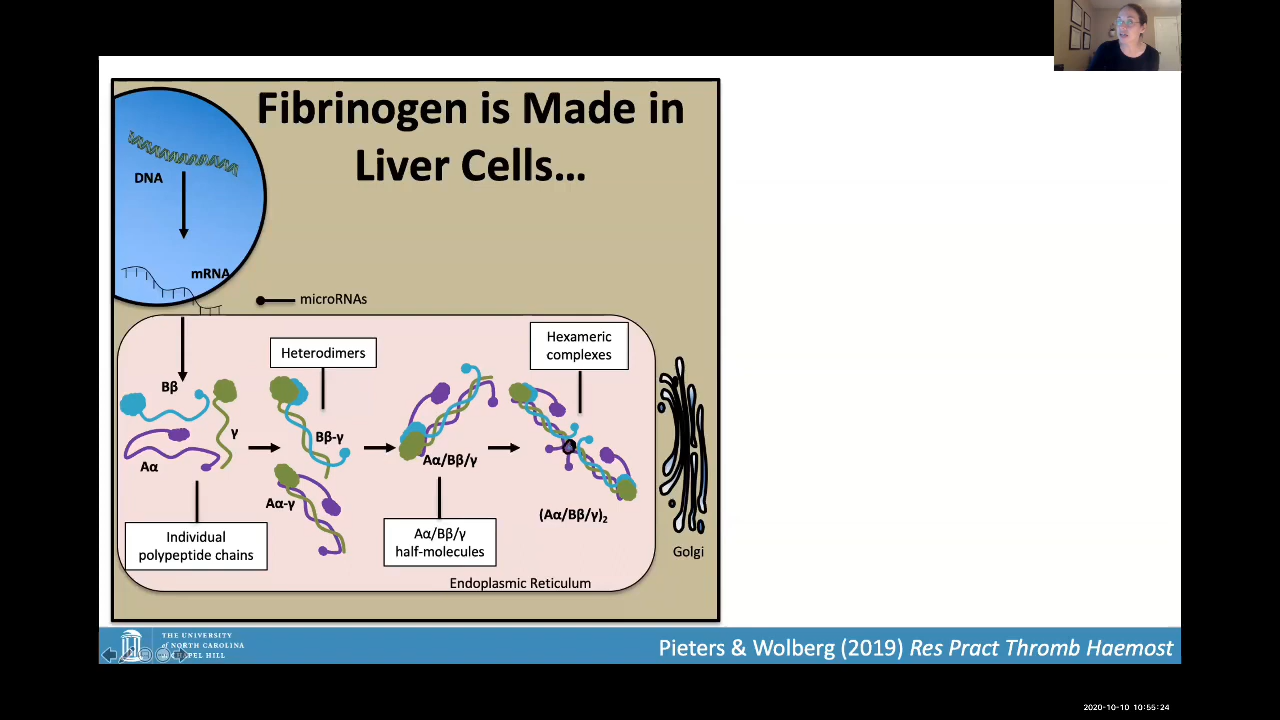 Fibrinogen is Made in
Liver Cells…
DNA
mRNA
microRNAs
Heterodimers
Hexameric
complexes
Bβ
γ
Aα
Bβ-γ
Aα-γ
Aα/Bβ/γ
(Aα/Bβ/γ)2
Individual
polypeptide chains
Aα/Bβ/γ
half-molecules
Golgi
Endoplasmic Reticulum
THE UNIVERSITY
of NORTH CAROLINA
PEL HILL
Pieters & Wolberg (2019) Res Pract Thromb Haemost
2020-10-10 10:55:24